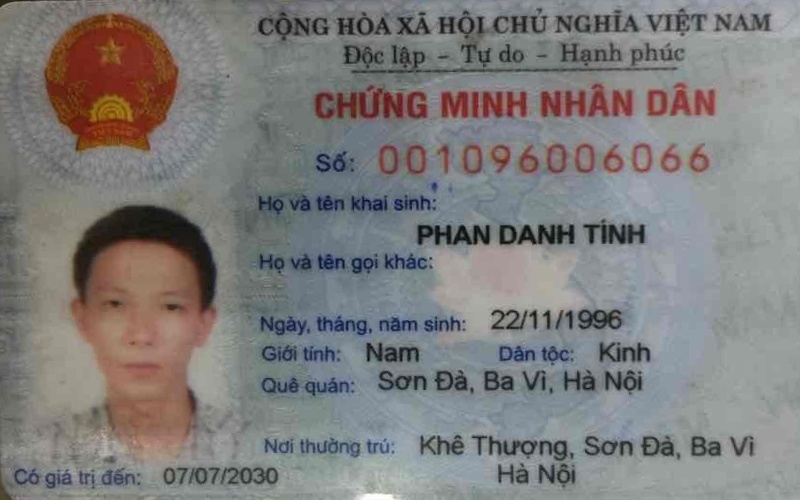 CỘNG HÒA XÃ HỘI CHỦ NGHĨA VIỆT NAM
Độc lập - Tự do - Hạnh phúc
CHỨNG MINH NHÂN DÂN
Số: 001096006066
Họ và tên khai sinh:
PHAN DANH TÍNH
Họ và tên gọi khác:
Ngày, tháng, năm sinh: 22/11/1996
Giới tính: Nam Dân tộc: Kinh
Quê quán: Sơn Đà, Ba Vì, Hà Nội
Nơi thường trú: Khê Thượng, Sơn Đà, Ba Vì
Hà Nội
Có giá trị đến: 07/07/2030